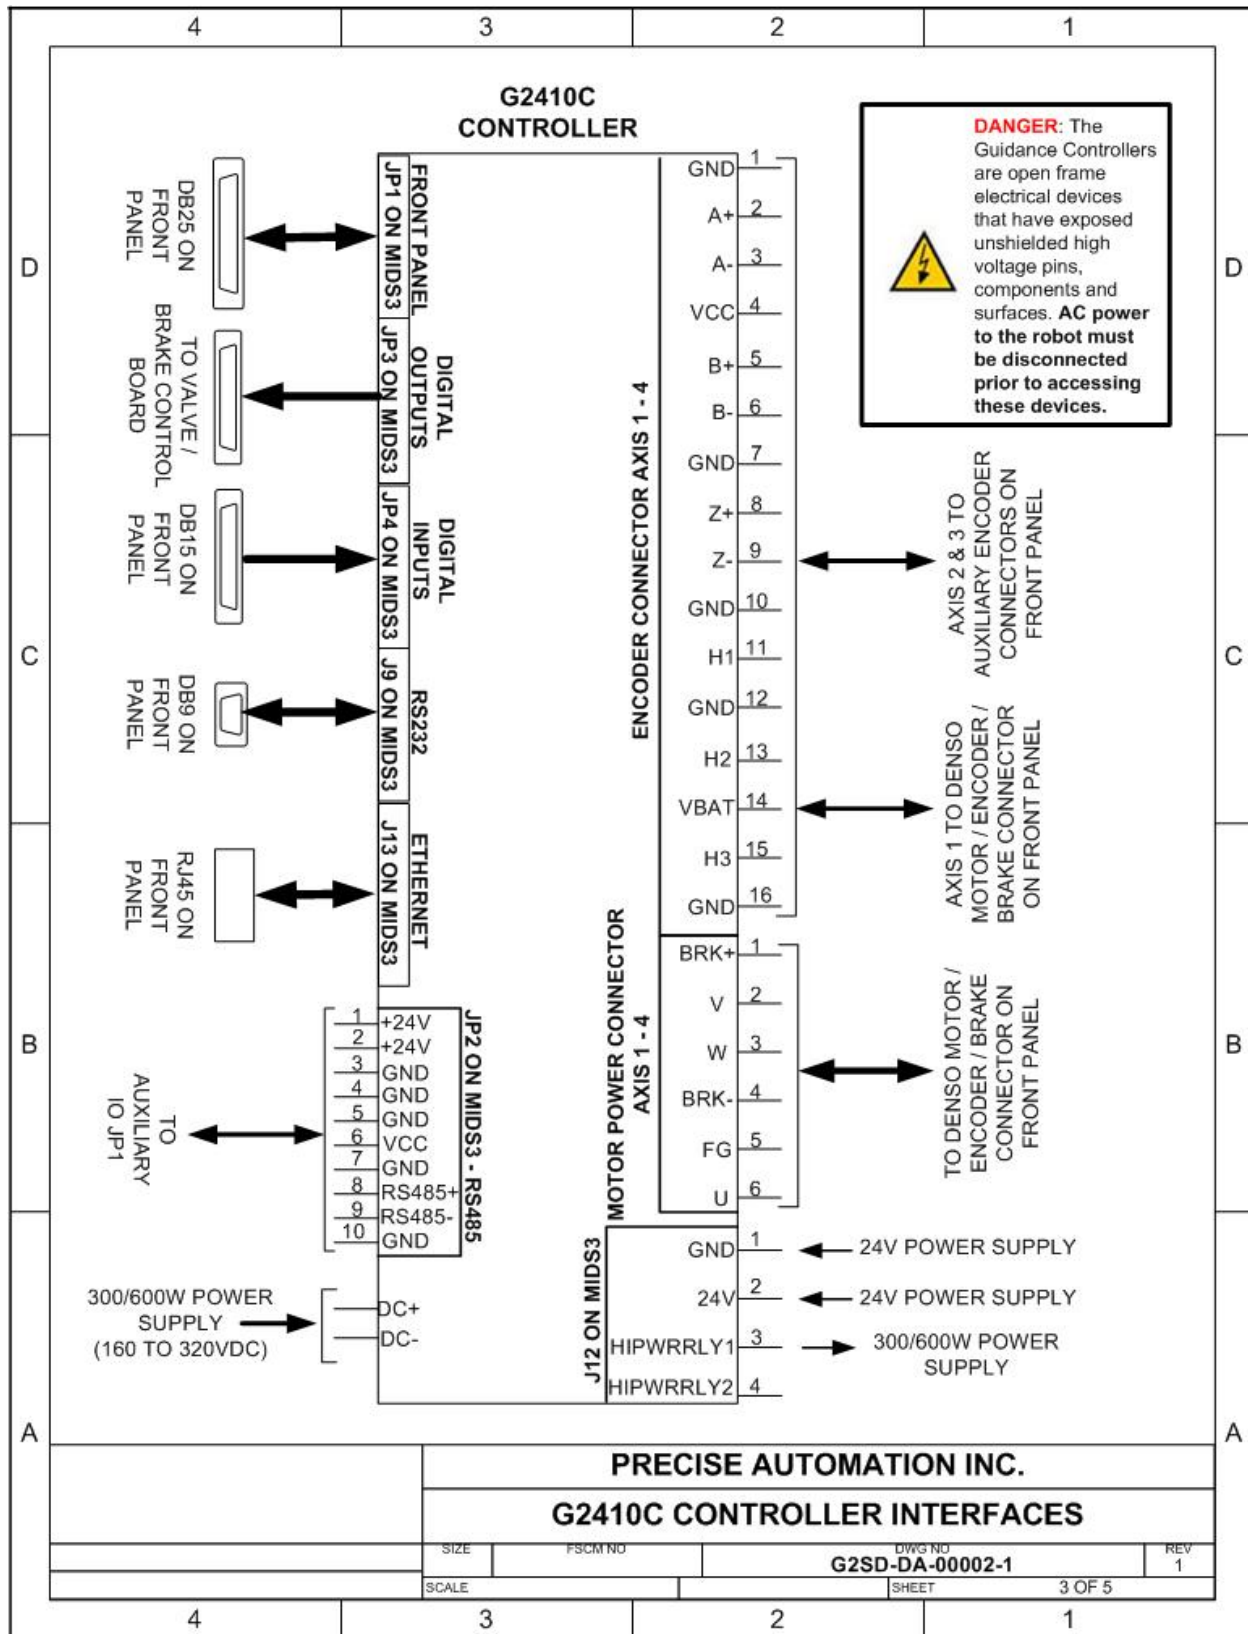 4 3 2 1
G2410C
CONTROLLER
DANGER: The
Guidance Controllers
are open frame
electrical devices
that have exposed
unshielded high
voltage pins,
components and
surfaces. AC power
to the robot must
be disconnected
prior to accessing
these devices.
D
D
C
C
B
B
A
A
DB25 ON
FRONT
PANEL
JP1 ON MIDS3
FRONT PANEL
TO VALVE /
BRAKE CONTROL
BOARD
JP3 ON MIDS3
DIGITAL
OUTPUTS
DB15 ON
FRONT
PANEL
JP4 ON MIDS3
DIGITAL
INPUTS
DB9 ON
FRONT
PANEL
J9 ON MIDS3
RS232
RJ45 ON
FRONT
PANEL
J13 ON MIDS3
ETHERNET
TO
AUXILIARY
IO JP1
1 +24V
2 +24V
3 GND
4 GND
5 GND
6 VCC
7 GND
8 RS485+
9 RS485-
10 GND
JP2 ON MIDS3 - RS485
300/600W POWER
SUPPLY
(160 TO 320VDC)
DC+
DC-
ENCODER CONNECTOR AXIS 1 - 4
GND 1
A+ 2
A- 3
VCC 4
B+ 5
B- 6
GND 7
Z+ 8
Z- 9
GND 10
H1 11
GND 12
H2 13
VBAT 14
H3 15
GND 16
AXIS 2 & 3 TO
AUXILIARY ENCODER
CONNECTORS ON
FRONT PANEL
AXIS 1 TO DENSO
MOTOR / ENCODER /
BRAKE CONNECTOR
ON FRONT PANEL
MOTOR POWER CONNECTOR
AXIS 1 - 4
BRK+ 1
V 2
W 3
BRK- 4
FG 5
U 6
TO DENSO MOTOR /
ENCODER / BRAKE
CONNECTOR ON
FRONT PANEL
J12 ON MIDS3
GND 1 24V POWER SUPPLY
24V 2 24V POWER SUPPLY
HIPWRRLY1 3 300/600W POWER
SUPPLY
HIPWRRLY2 4
PRECISE AUTOMATION INC.
G2410C CONTROLLER INTERFACES
SIZE FSCM NO DWG NO REV
G2SD-DA-00002-1 1
SCALE SHEET 3 OF 5
4 3 2 1